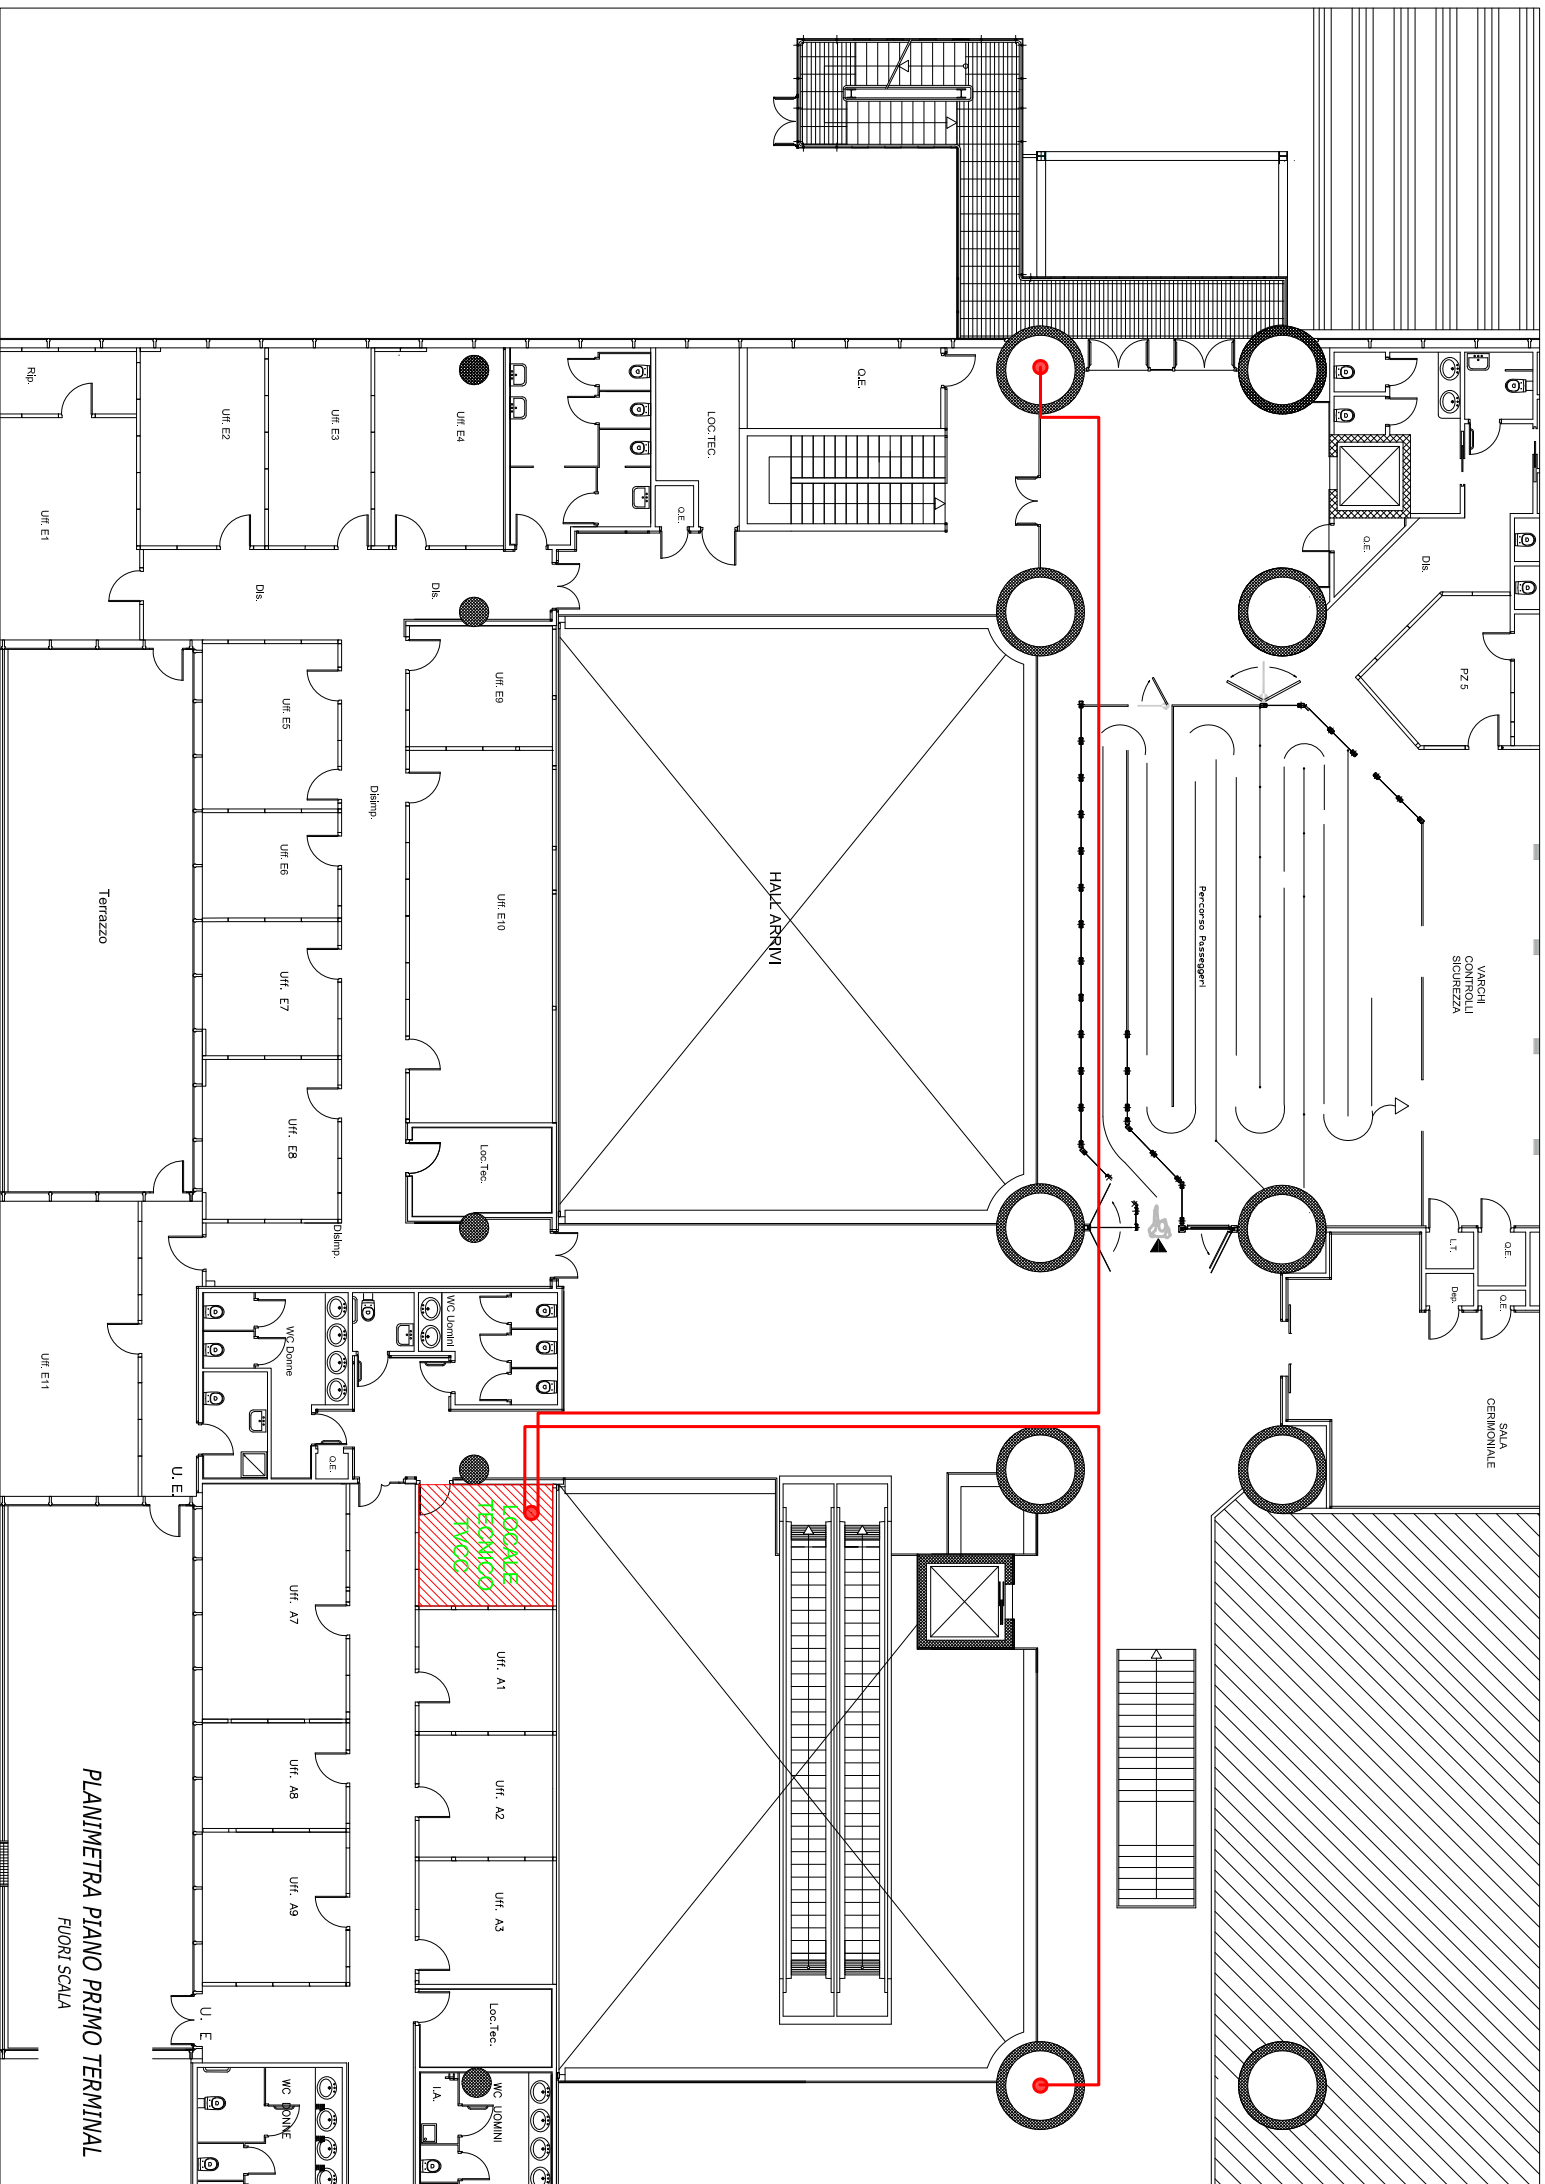 Rip.
Uff. E2
Uff. E3
Uff. E4
LOC.TEC.
Q.E.
Uff. E1
Q.E.
Q.E.
Dis.
Dis.
Dis.
PZ 5
Uff. E5
Uff. E9
Disimp.
Uff. E6
Uff. E10
Terrazzo
Uff. E7
HALL ARRIVI
Percorso Passeggeri
VARCHI
CONTROLLI
SICUREZZA
Uff. E8
Loc.Tec.
Disimp.
L.T.
Q.E.
Dep.
Q.E.
WC Donne
WC Uomini
Uff. E11
SALA
CERIMONIALE
Q.E.
U.E.
LOCALE
TECNICO
TVCC
Uff. A7
Uff. A1
Uff. A8
Uff. A2
Uff. A9
Uff. A3
Loc.Tec.
U. E
WC DONNE
I.A.
WC UOMINI
PLANIMETRA PIANO PRIMO TERMINAL
FUORI SCALA